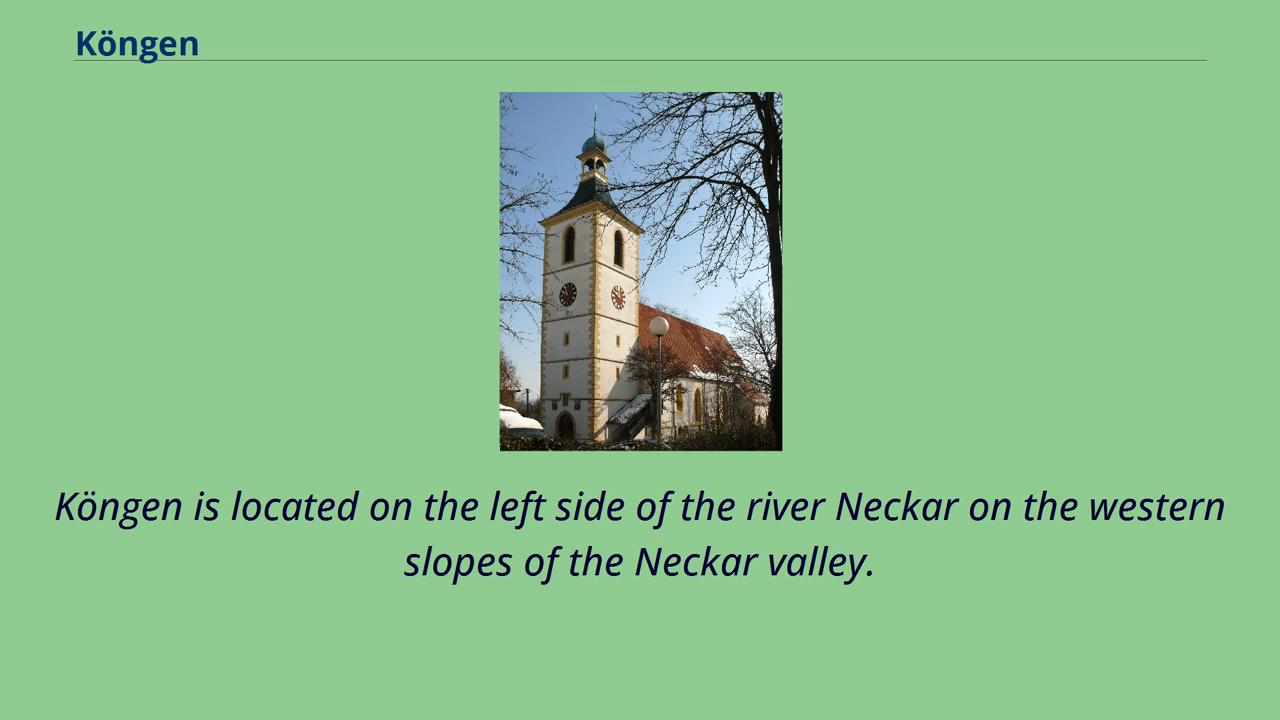 Köngen
Köngen is located on the left side of the river Neckar on the western
slopes of the Neckar valley.